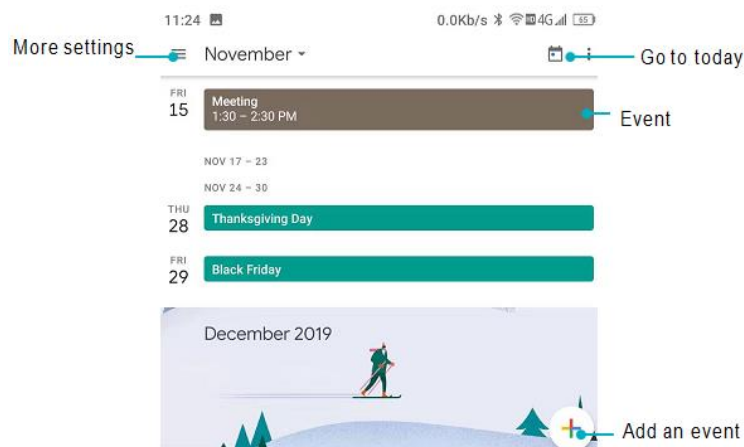 11:24
0.0Kb/s 4G 65
More settings
November
Go to today
FRI
15
Meeting
1:30 – 2:30 PM
Event
NOV 17 – 23
NOV 24 – 30
THU
28
Thanksgiving Day
FRI
29
Black Friday
December 2019
Add an event